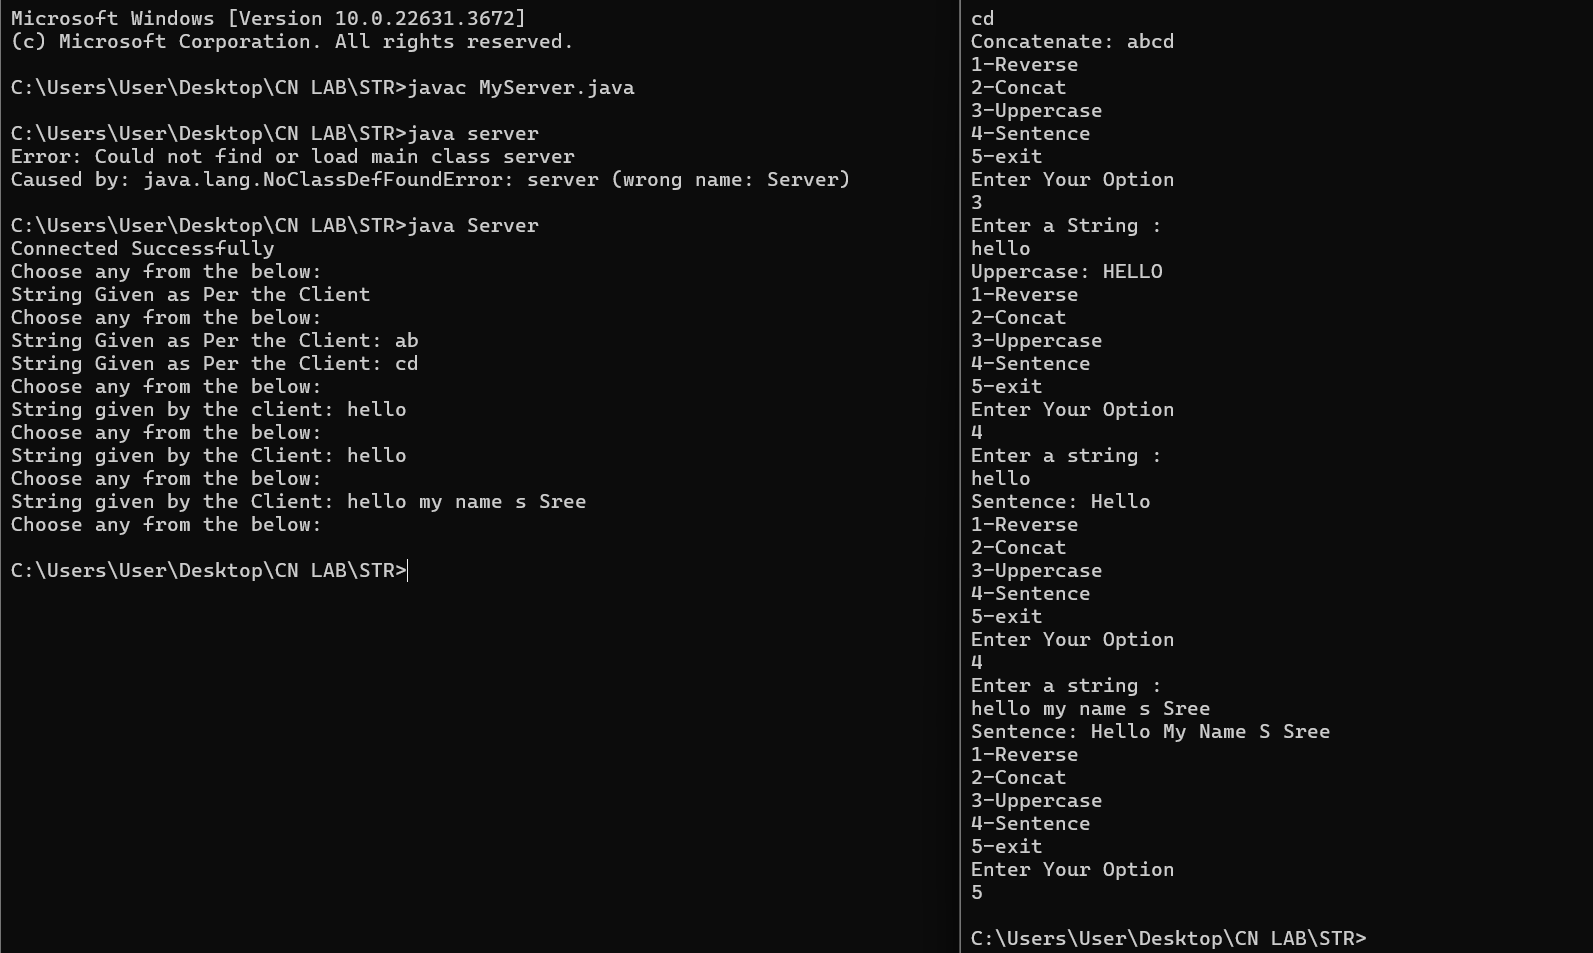 Microsoft Windows [Version 10.0.22631.3672]
(c) Microsoft Corporation. All rights reserved.
C:\Users\User\Desktop\CN LAB\STR>javac MyServer.java
C:\Users\User\Desktop\CN LAB\STR>java server
Error: Could not find or load main class server
Caused by: java.lang.NoClassDefFoundError: server (wrong name: Server)
C:\Users\User\Desktop\CN LAB\STR>java Server
Connected Successfully
Choose any from the below:
String Given as Per the Client
Choose any from the below:
String Given as Per the Client: ab
String Given as Per the Client: cd
Choose any from the below:
String given by the client: hello
Choose any from the below:
String given by the Client: hello
Choose any from the below:
String given by the Client: hello my name s Sree
Choose any from the below:
C:\Users\User\Desktop\CN LAB\STR>
cd
Concatenate: abcd
1-Reverse
2-Concat
3-Uppercase
4-Sentence
5-exit
Enter Your Option
3
Enter a String :
hello
Uppercase: HELLO
1-Reverse
2-Concat
3-Uppercase
4-Sentence
5-exit
Enter Your Option
4
Enter a string :
hello
Sentence: Hello
1-Reverse
2-Concat
3-Uppercase
4-Sentence
5-exit
Enter Your Option
4
Enter a string :
hello my name s Sree
Sentence: Hello My Name S Sree
1-Reverse
2-Concat
3-Uppercase
4-Sentence
5-exit
Enter Your Option
5
C:\Users\User\Desktop\CN LAB\STR>